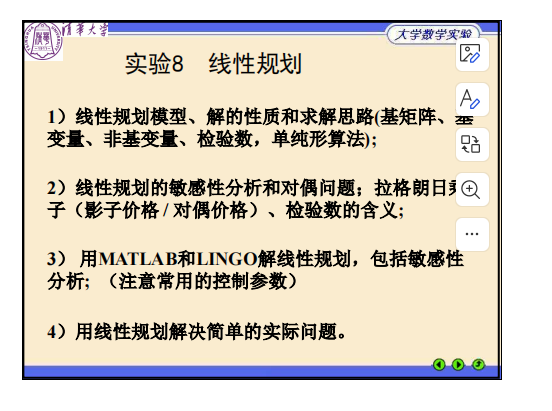 清华大学
大学数学实验
实验8 线性规划
1）线性规划模型、解的性质和求解思路(基矩阵、基
变量、非基变量、检验数，单纯形算法);
2）线性规划的敏感性分析和对偶问题；拉格朗日乘
子（影子价格 / 对偶价格）、检验数的含义;
3） 用MATLAB和LINGO解线性规划，包括敏感性
分析; （注意常用的控制参数）
4）用线性规划解决简单的实际问题。